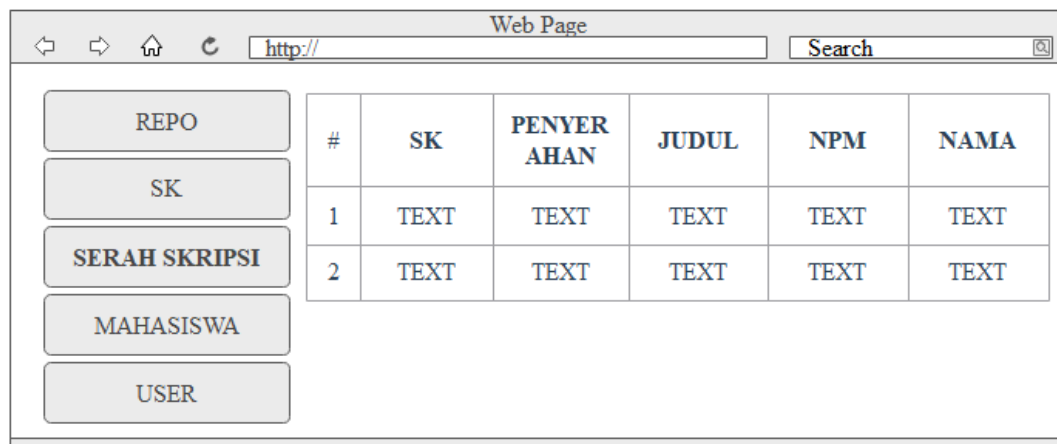 Web Page
http://
Search
REPO
SK
SERAH SKRIPSI
MAHASISWA
USER
# SK PENYER
AHAN JUDUL NPM NAMA
1 TEXT TEXT TEXT TEXT TEXT
2 TEXT TEXT TEXT TEXT TEXT